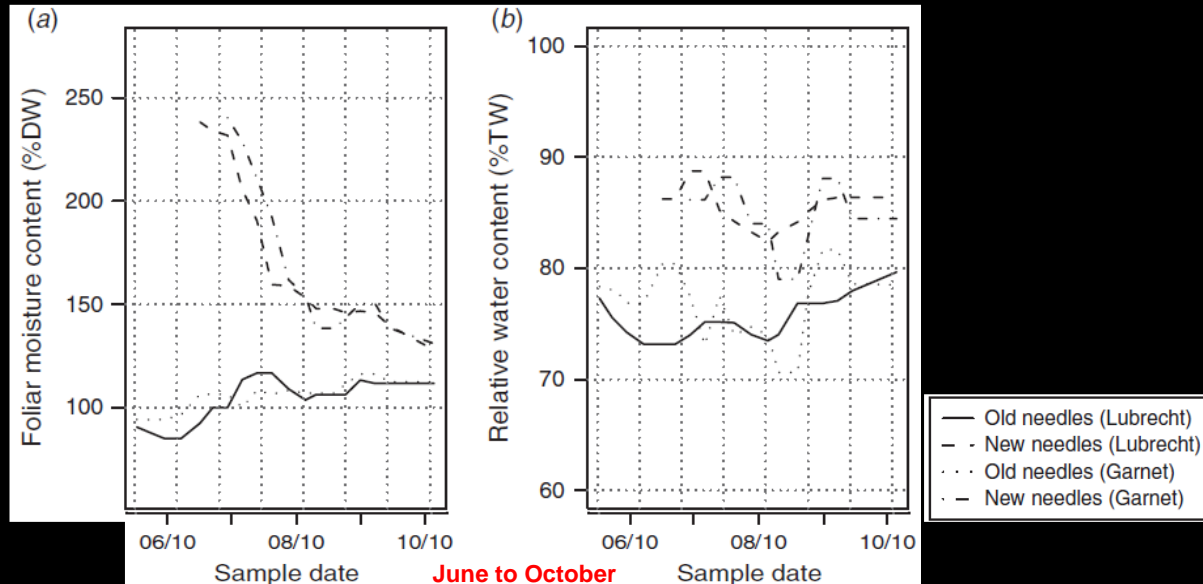 (a)
Foliar moisture content (%DW)
250
200
150
100
06/10
08/10
10/10
Sample date
(b)
Relative water content (%TW)
100
90
80
70
60
06/10
08/10
10/10
Sample date
June to October
Old needles (Lubrecht)
New needles (Lubrecht)
Old needles (Garnet)
New needles (Garnet)